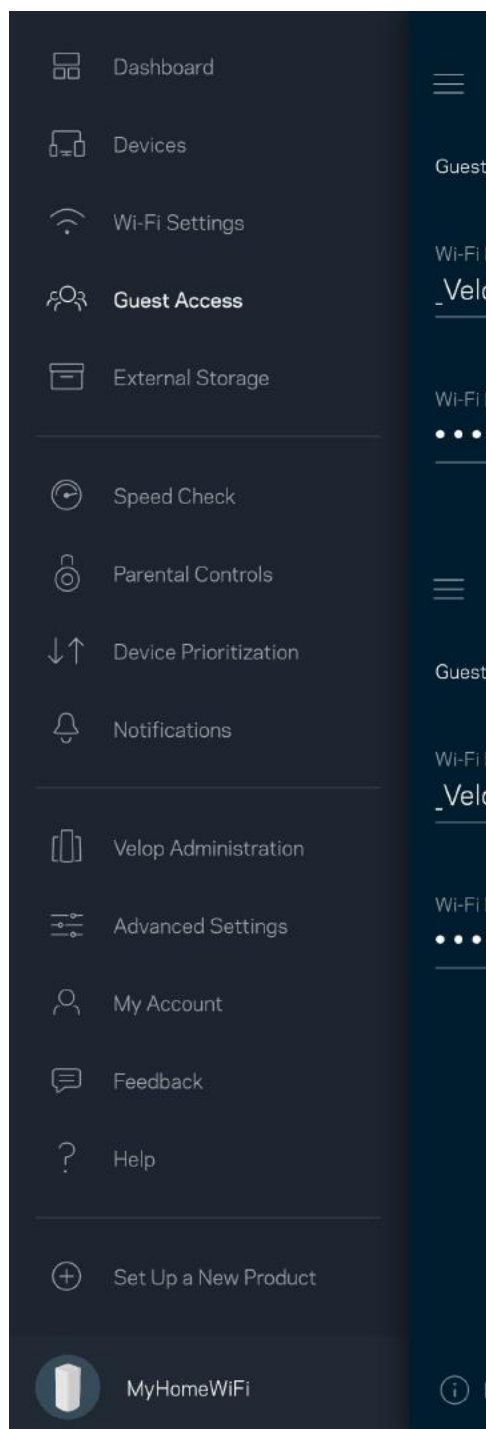 Dashboard
Devices
Wi-Fi Settings
Guest Access
External Storage
Speed Check
Parental Controls
Device Prioritization
Notifications
Velop Administration
Advanced Settings
My Account
Feedback
Help
Set Up a New Product
MyHomeWiFi
Guest
Wi-Fi
Wi-Fi
Guest
Wi-Fi
Wi-Fi